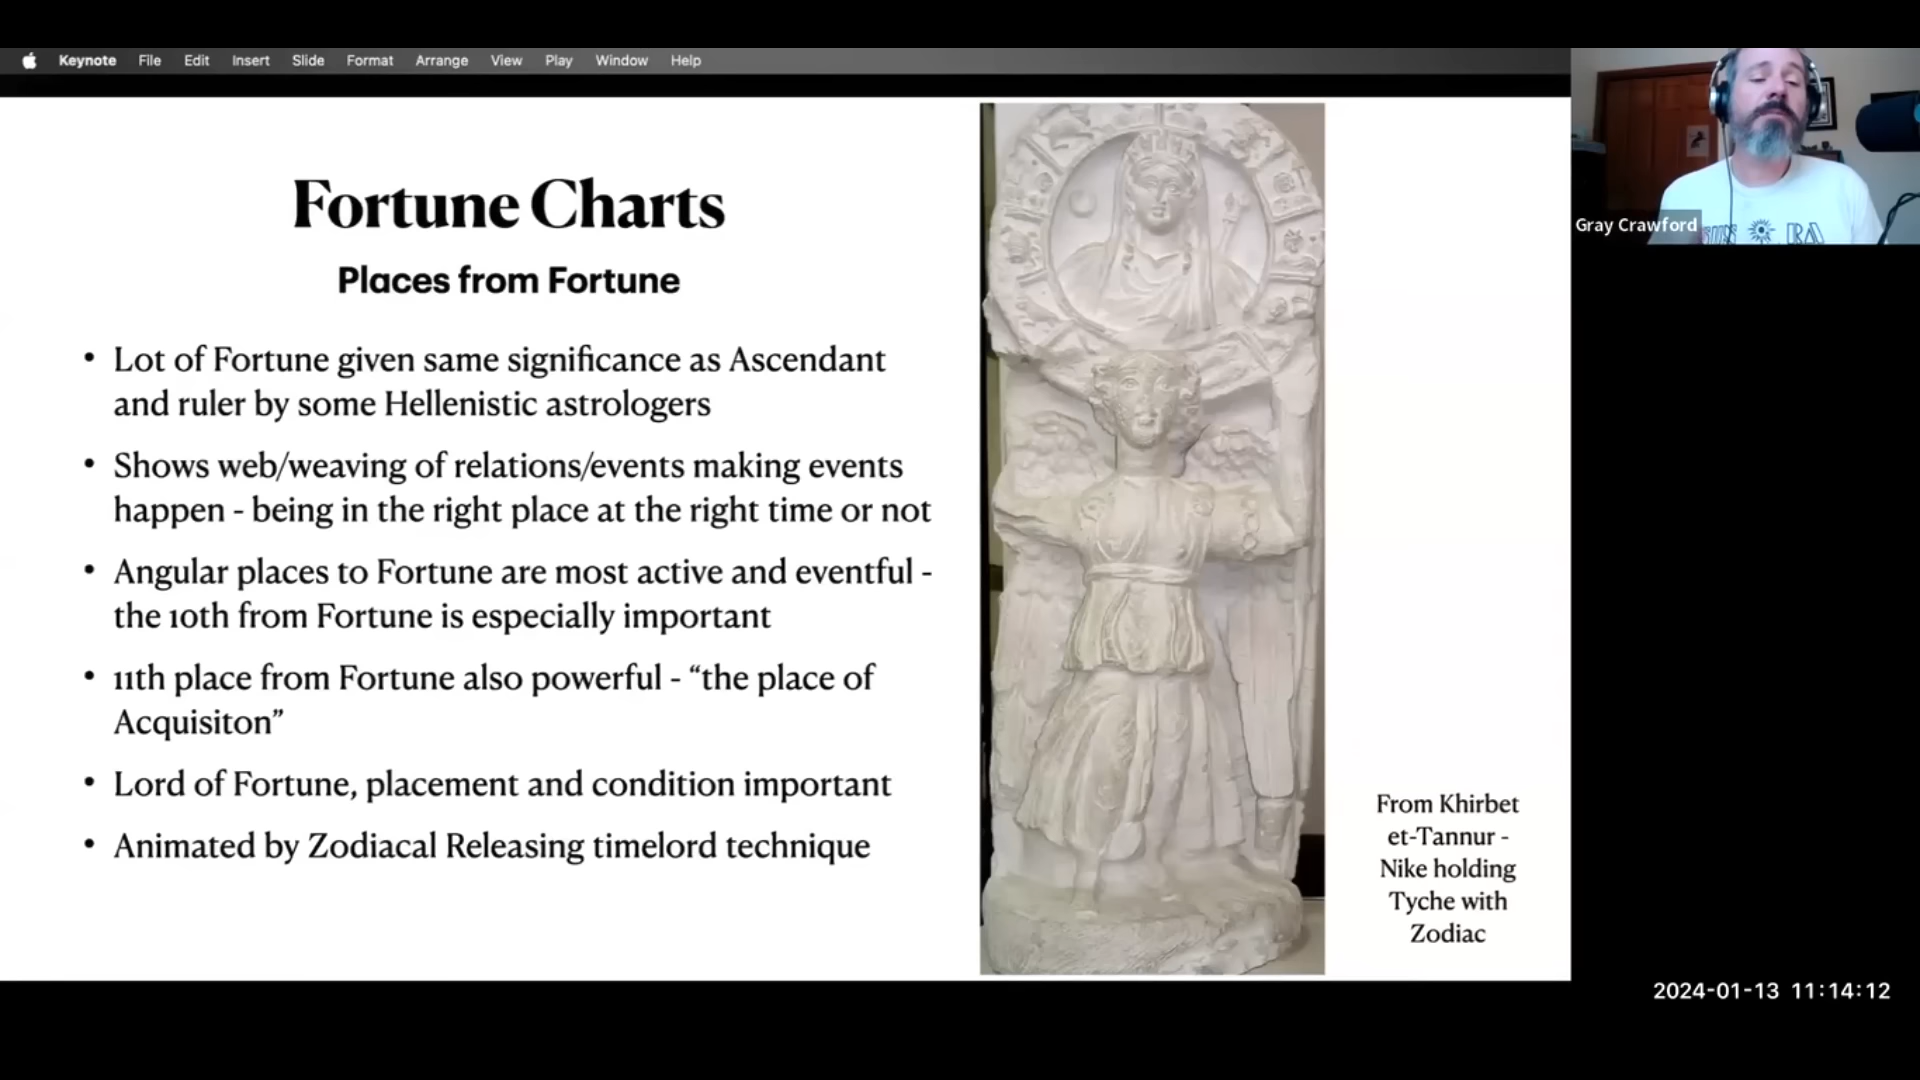 Keynote File Edit Insert Slide Format Arrange View Play Window Help
Gray Crawford
Fortune Charts
Places from Fortune
• Lot of Fortune given same significance as Ascendant
and ruler by some Hellenistic astrologers
• Shows web/weaving of relations/events making events
happen - being in the right place at the right time or not
• Angular places to Fortune are most active and eventful -
the 10th from Fortune is especially important
• 11th place from Fortune also powerful - “the place of
Acquisiton”
• Lord of Fortune, placement and condition important
• Animated by Zodiacal Releasing timelord technique
From Khirbet
et-Tannur -
Nike holding
Tyche with
Zodiac
2024-01-13 11:14:12